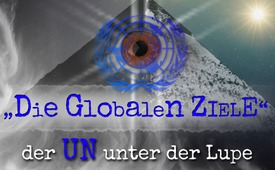 „Die Globalen Ziele“
der UN unter der Lupe